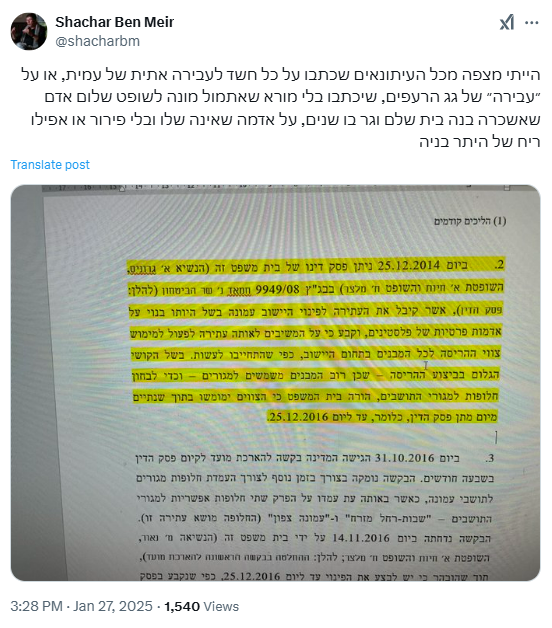 Shachar Ben Meir
@shacharbm
הייתי מצפה מכל העיתונאים שכתבו על כל חשד לעבירה אתית של עמית, או על
״עבירה״ של גג הרעפים, שיכתבו בלי מורא שאתמול מונה לשופט שלום אדם
שאשכרה בנה בית שלם וגר בו שנים, על אדמה שאינה שלו ובלי פירור או אפילו
ריח של היתר בניה
Translate post
(1) הליכים קודמים
2. ביום 25.12.2014 ניתן פסק דינו של בית משפט זה (הנשיא א' גרוניס,
השופטת א' חיות והשופט ח' מלצר) בבג"ץ 9949/08 חמאד נ' שר הביטחון (להלן:
פסק הדין), אשר קיבל את העתירה לפינוי היישוב עמונה בשל היותו בנוי על
אדמות פרטיות של פלסטינים, וקבע כי על המשיבים לאותה עתירה לפעול למימוש
צווי ההריסה לכל המבנים בתחום היישוב, כפי שהתחייבו לעשות. בשל הקושי
הגלום בביצוע ההריסה – שכן רוב המבנים משמשים למגורים – וכדי לבחון
חלופות למגורי התושבים, הורה בית המשפט כי הצווים ימומשו בתוך שנתיים
מיום מתן פסק הדין, כלומר, עד ליום 25.12.2016.
3. ביום 31.10.2016 הגישה המדינה בקשה להארכת מועד לקיום פסק הדין
בשבעה חודשים. הבקשה נומקה בצורך בזמן נוסף לצורך העמדת חלופות מגורים
לתושבי עמונה, כאשר באותה עת עמדו על הפרק שתי חלופות אפשריות למגורי
התושבים – "שבות-רחל מזרח" ו-"עמונה צפון" (החלופה מושא עתירה זו).
הבקשה נדחתה ביום 14.11.2016 על ידי בית משפט זה (הנשיאה מ' נאור,
השופטת א' חיות והשופט ח' מלצר; להלן: ההחלטה בבקשה הראשונה להארכת מועד),
תוך שהובהר כי יש לבצע את הפינוי עד ליום 25.12.2016, כפי שנקבע בפסק
3:28 PM · Jan 27, 2025 · 1,540 Views